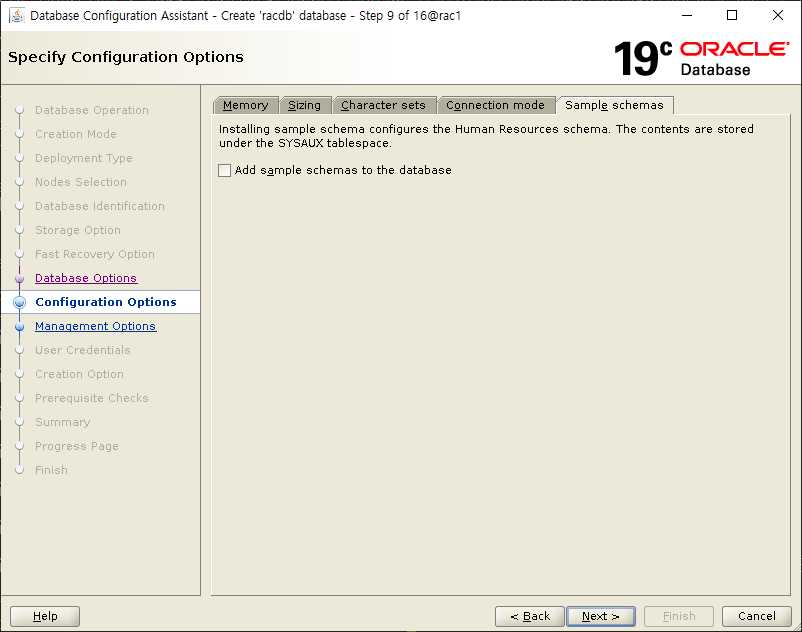 Database Configuration Assistant - Create 'racdb' database - Step 9 of 16@rac1
Specify Configuration Options
19c ORACLE
Database
Database Operation
Creation Mode
Deployment Type
Nodes Selection
Database Identification
Storage Option
Fast Recovery Option
Database Options
Configuration Options
Management Options
User Credentials
Creation Option
Prerequisite Checks
Summary
Progress Page
Finish
Memory Sizing Character sets Connection mode Sample schemas
Installing sample schema configures the Human Resources schema. The contents are stored
under the SYSAUX tablespace.
Add sample schemas to the database
Help < Back Next > Finish Cancel